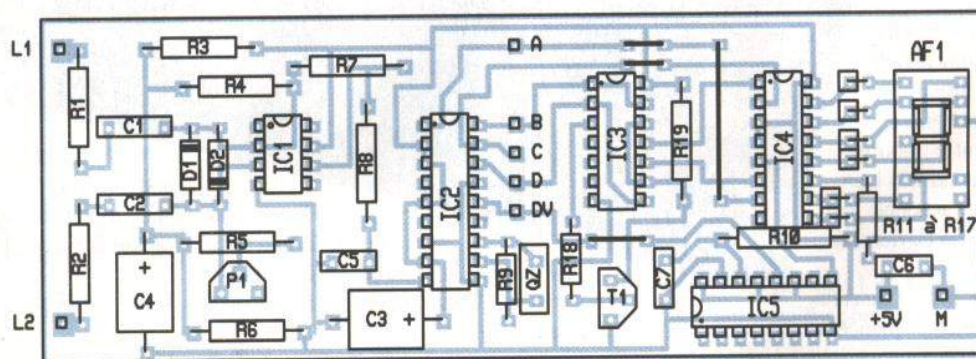 L1
R3
A
AF1
R4
R7
R1
C1
B
R19
IC3
IC4
D1
D2
IC1
R8
C
IC2
D
C2
DV
R11 à R17
R2
R5
R10
R18
C5
R9
QZ
C7
C6
P1
T1
C4
C3
IC5
+5V
M
R6
L2
+
+